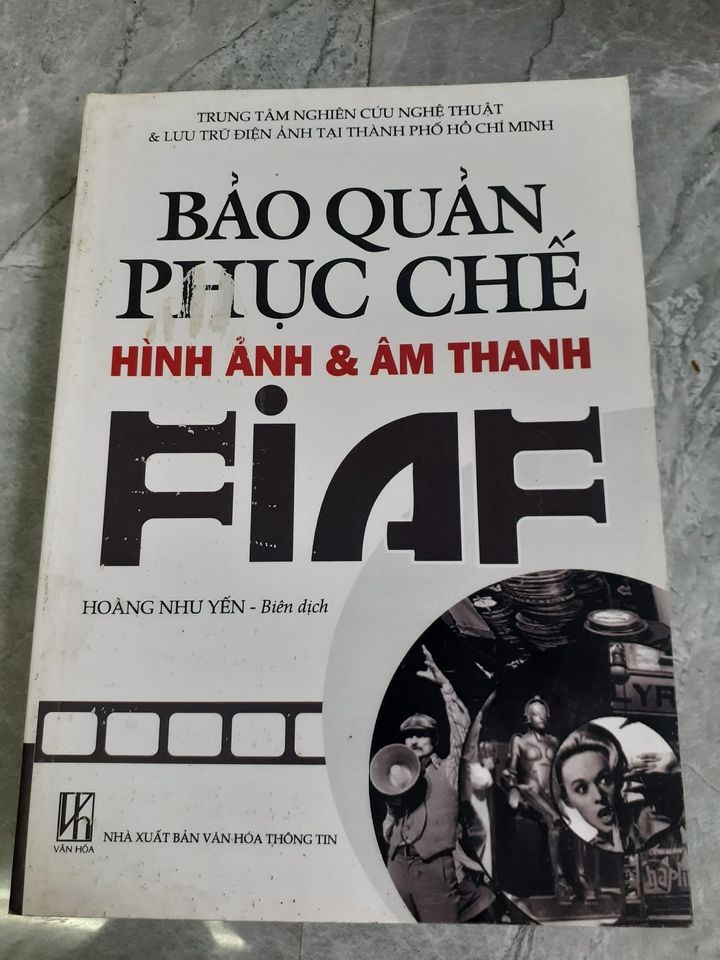 TRUNG TÂM NGHIÊN CỨU NGHỆ THUẬT
& LƯU TRỮ ĐIỆN ẢNH TẠI THÀNH PHỐ HỒ CHÍ MINH
BẢO QUẢN
PHỤC CHẾ
HÌNH ẢNH & ÂM THANH
FiAF
HOÀNG NHƯ YẾN - Biên dịch
LYR
VĂN HÓA
NHÀ XUẤT BẢN VĂN HÓA THÔNG TIN